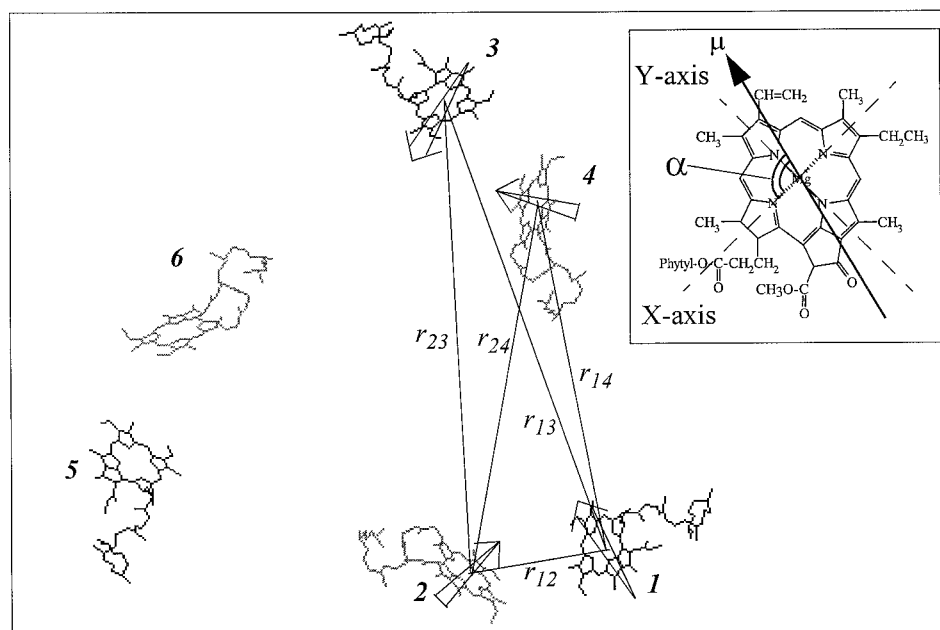 3
4
6
5
2
1
r23
r24
r14
r13
r12
μ
Y-axis
CH=CH2
CH3
CH3
CH2CH3
N
N
α
Mg
N
N
CH3
CH3
Phytyl-O-C-CH2CH2
O
CH3O-C
O
O
X-axis